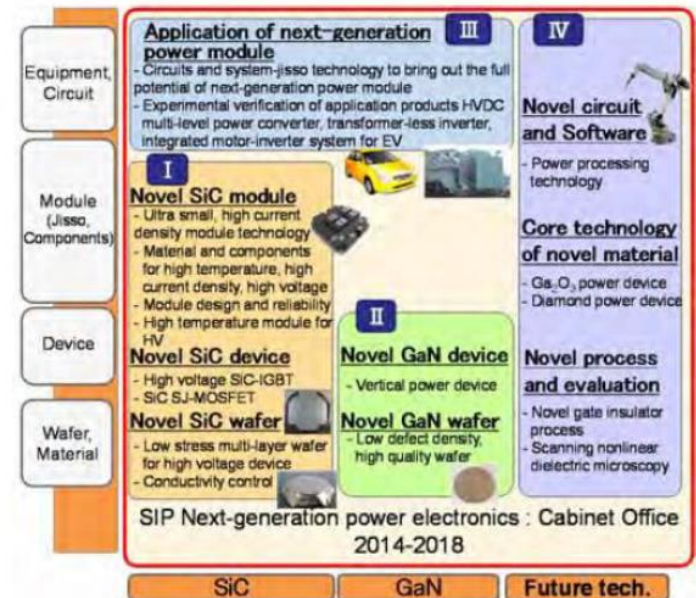 Equipment,
Circuit
Module
(Jisso,
Components)
Device
Wafer,
Material
Application of next-generation
power module
III
- Circuits and system-jisso technology to bring out the full
potential of next-generation power module
- Experimental verification of application products HVDC
multi-level power converter, transformer-less inverter,
integrated motor-inverter system for EV
I
Novel SiC module
- Ultra small, high current
density module technology
- Material and components
for high temperature, high
current density, high voltage
- Module design and reliability
- High temperature module for
HV
Novel SiC device
- High voltage SiC-IGBT
- SiC SJ-MOSFET
Novel SiC wafer
- Low stress multi-layer wafer
for high voltage device
- Conductivity control
II
Novel GaN device
- Vertical power device
Novel GaN wafer
- Low defect density,
high quality wafer
IV
Novel circuit
and Software
- Power processing
technology
Core technology
of novel material
- Ga₂O₃ power device
- Diamond power device
Novel process
and evaluation
- Novel gate insulator
process
- Scanning nonlinear
dielectric microscopy
SIP Next-generation power electronics : Cabinet Office
2014-2018
SiC
GaN
Future tech.